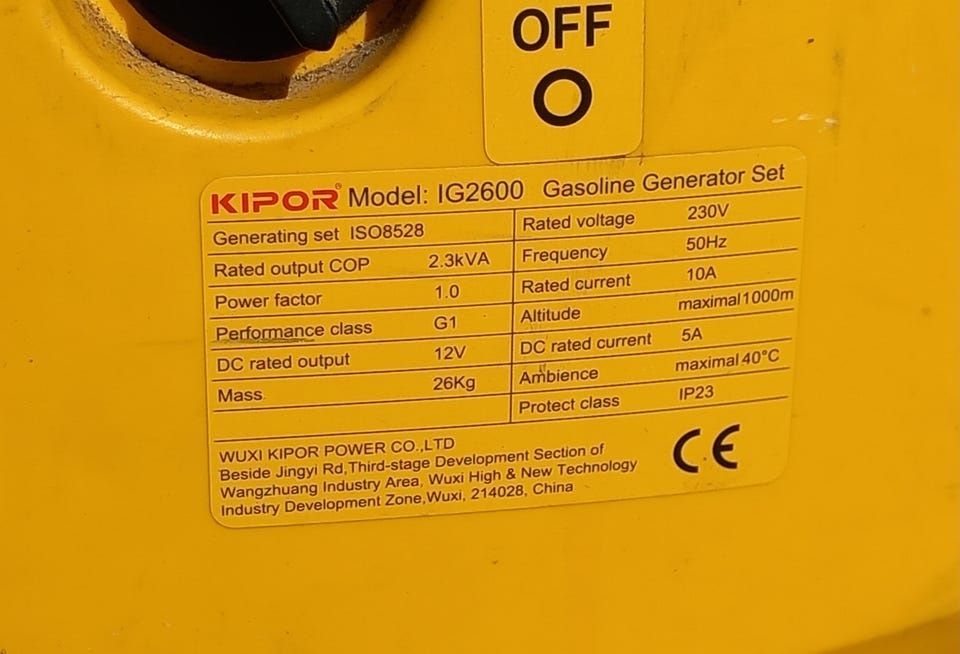 OFF
KIPOR® Model: IG2600 Gasoline Generator Set
Generating set ISO8528
Rated output COP 2.3kVA
Power factor 1.0
Performance class G1
DC rated output 12V
Mass 26Kg
Rated voltage 230V
Frequency 50Hz
Rated current 10A
Altitude maximal 1000m
DC rated current 5A
Ambience maximal 40°C
Protect class IP23
WUXI KIPOR POWER CO.,LTD
Beside Jingyi Rd,Third-stage Development Section of
Wangzhuang Industry Area, Wuxi High & New Technology
Industry Development Zone,Wuxi, 214028, China
CE